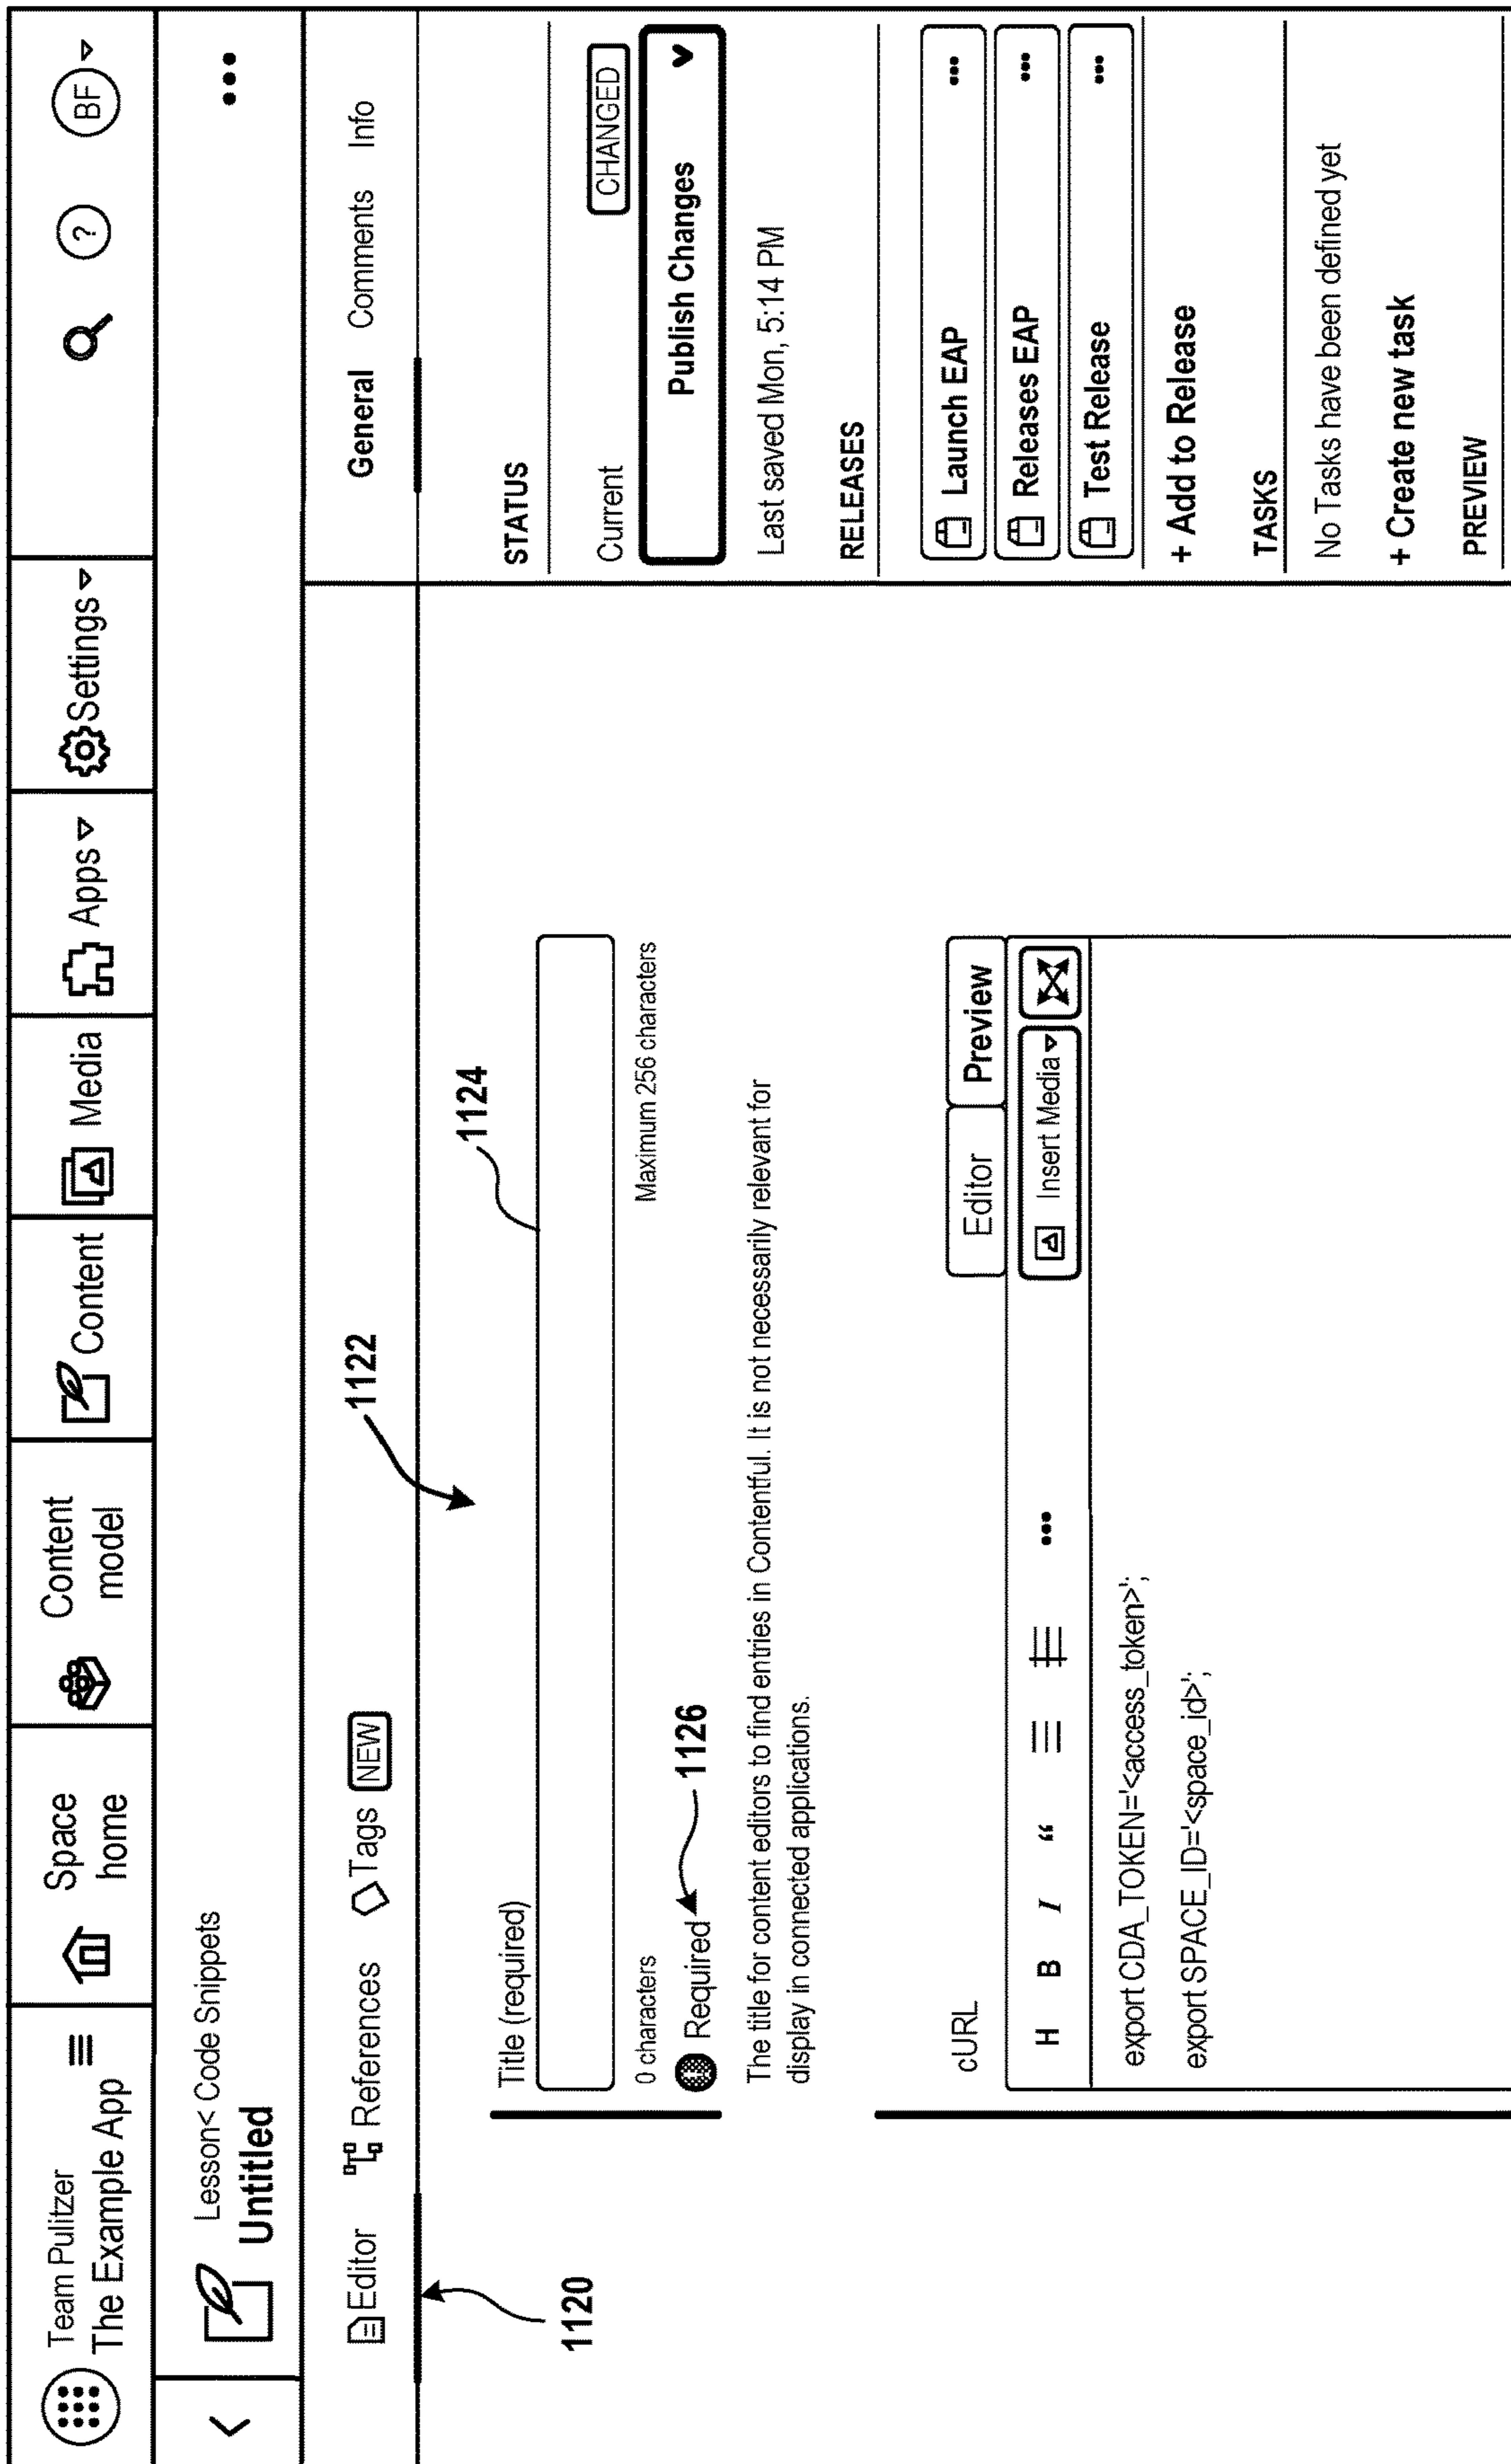 Team Pulitzer
The Example App
Space
home
Content
model
Content
Media
Apps
Settings
?
BF
Lesson< Code Snippets
Untitled
Editor
References
Tags
NEW
General
Comments
Info
1120
1122
1124
Title (required)
0 characters
Maximum 256 characters
Required
1126
The title for content editors to find entries in Contentful. It is not necessarily relevant for
display in connected applications.
cURL
Editor
Preview
H B I “
Insert Media
export CDA_TOKEN='<access_token>';
export SPACE_ID='<space_id>';
STATUS
Current
CHANGED
Publish Changes
Last saved Mon, 5:14 PM
RELEASES
Launch EAP
Releases EAP
Test Release
+ Add to Release
TASKS
No Tasks have been defined yet
+ Create new task
PREVIEW